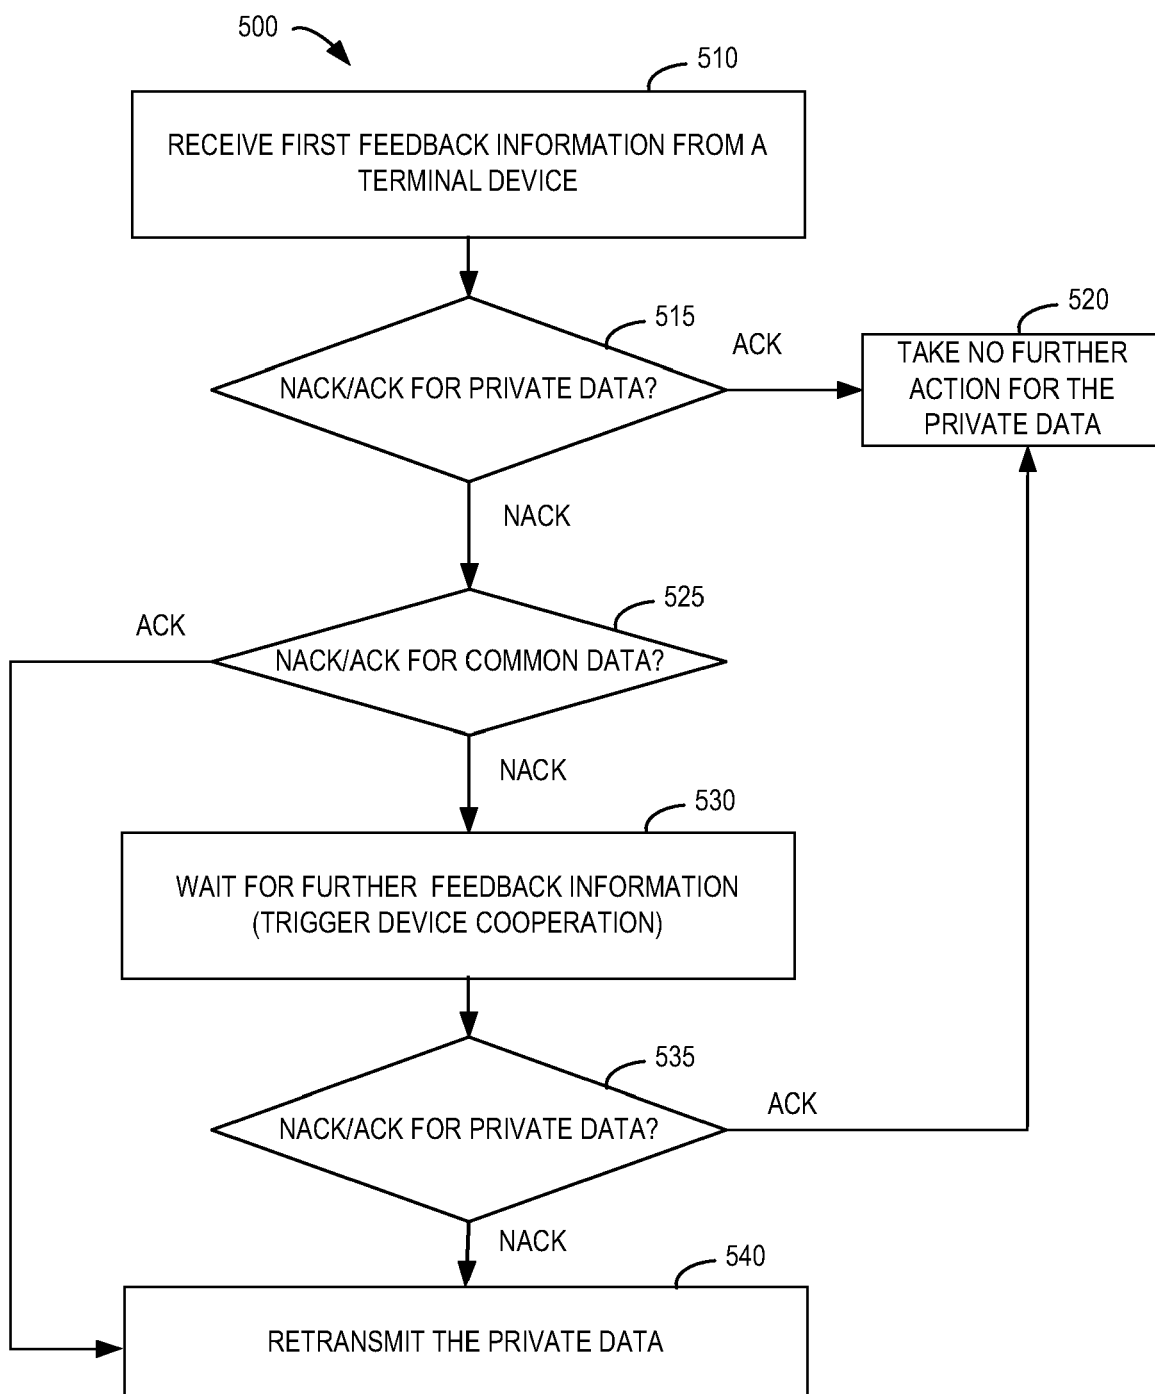 500
510
RECEIVE FIRST FEEDBACK INFORMATION FROM A
TERMINAL DEVICE
515
NACK/ACK FOR PRIVATE DATA?
ACK
520
TAKE NO FURTHER
ACTION FOR THE
PRIVATE DATA
NACK
525
ACK
NACK/ACK FOR COMMON DATA?
NACK
530
WAIT FOR FURTHER FEEDBACK INFORMATION
(TRIGGER DEVICE COOPERATION)
535
NACK/ACK FOR PRIVATE DATA?
ACK
NACK
540
RETRANSMIT THE PRIVATE DATA